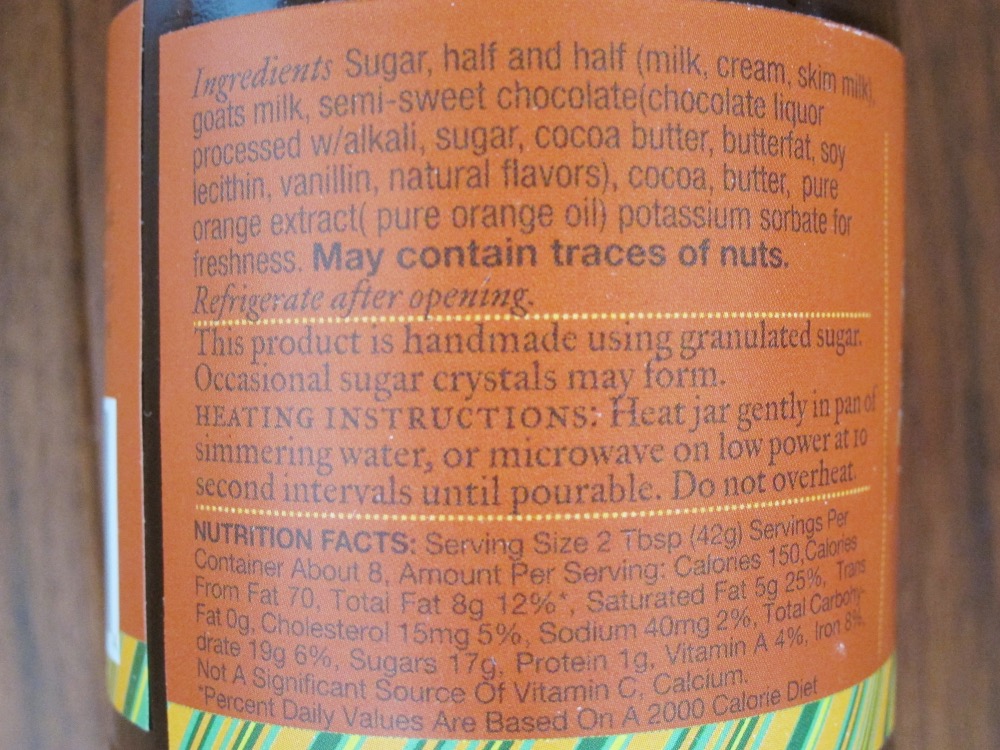 Ingredients Sugar, half and half (milk, cream, skim milk),
goats milk, semi-sweet chocolate(chocolate liquor
processed w/alkali, sugar, cocoa butter, butterfat, soy
lecithin, vanillin, natural flavors), cocoa, butter, pure
orange extract( pure orange oil) potassium sorbate for
freshness. May contain traces of nuts.
Refrigerate after opening.
This product is handmade using granulated sugar.
Occasional sugar crystals may form.
HEATING INSTRUCTIONS: Heat jar gently in pan of
simmering water, or microwave on low power at 10
second intervals until pourable. Do not overheat.
NUTRITION FACTS: Serving Size 2 Tbsp (42g) Servings Per
Container About 8, Amount Per Serving: Calories 150,Calories
From Fat 70, Total Fat 8g 12%*, Saturated Fat 5g 25%, Trans
Fat 0g, Cholesterol 15mg 5%, Sodium 40mg 2%, Total Carbohy-
drate 19g 6%, Sugars 17g, Protein 1g, Vitamin A 4%, Iron 8%,
Not A Significant Source Of Vitamin C, Calcium.
*Percent Daily Values Are Based On A 2000 Calorie Diet